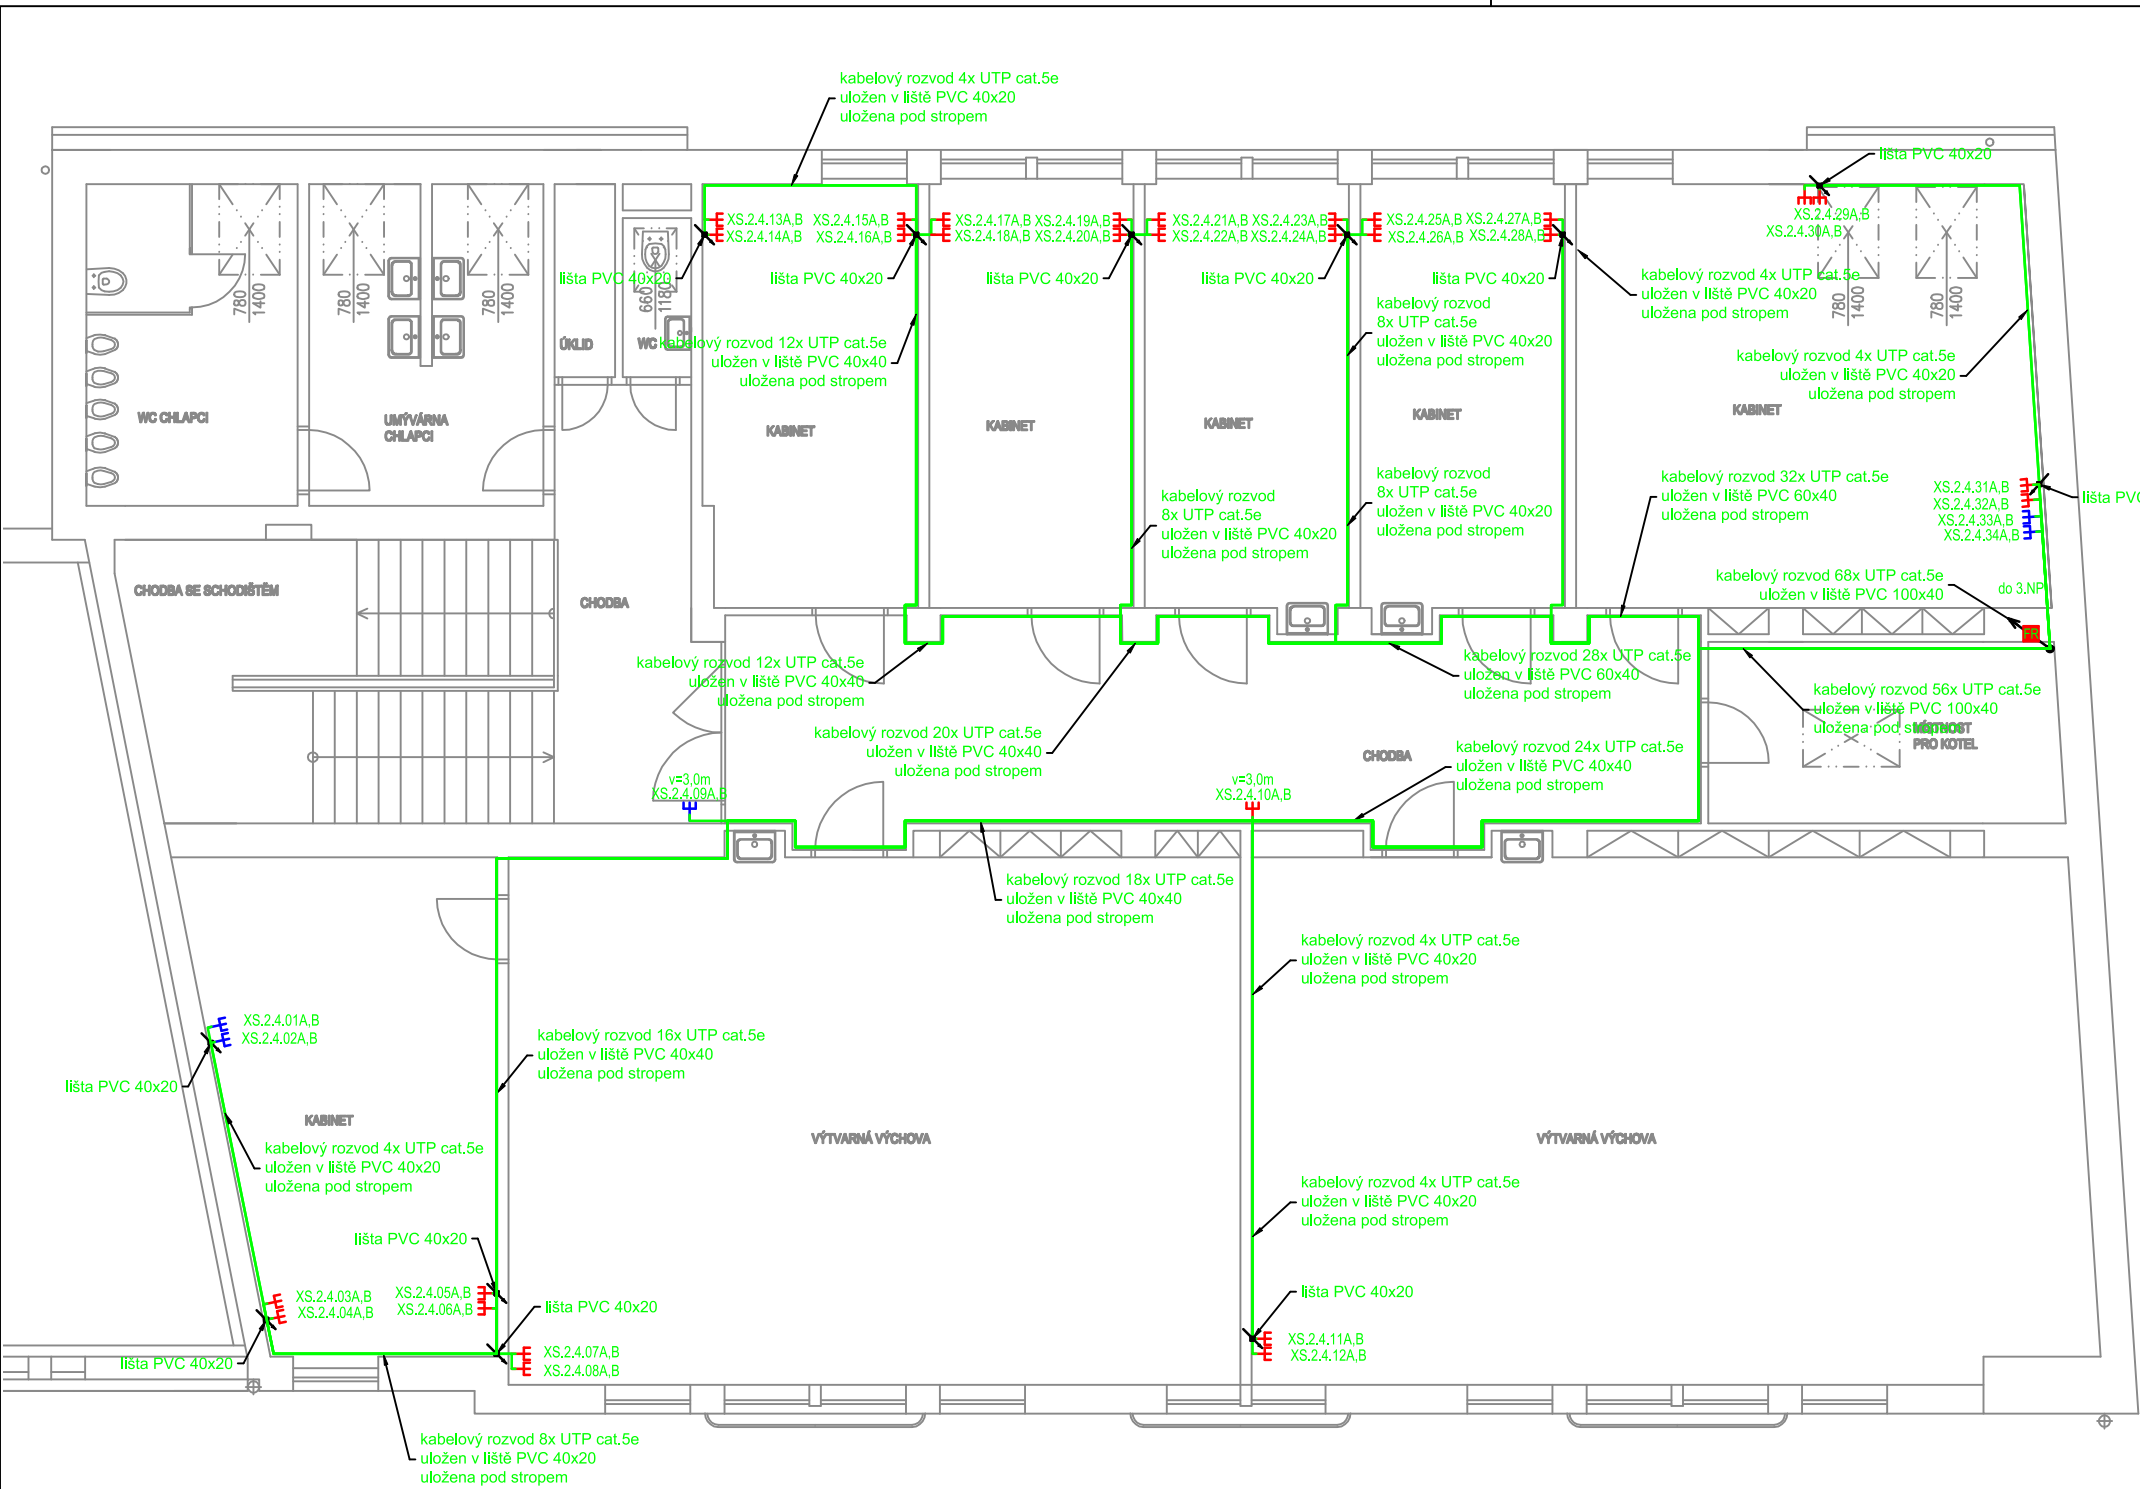 kabelový rozvod 4x UTP cat.5e
uložen v liště PVC 40x20
uložena pod stropem
lišta PVC 40x20
XS.2.4.13A,B
XS.2.4.14A,B
XS.2.4.15A,B
XS.2.4.16A,B
XS.2.4.17A,B
XS.2.4.18A,B
XS.2.4.19A,B
XS.2.4.20A,B
XS.2.4.21A,B
XS.2.4.22A,B
XS.2.4.23A,B
XS.2.4.24A,B
XS.2.4.25A,B
XS.2.4.26A,B
XS.2.4.27A,B
XS.2.4.28A,B
XS.2.4.29A,B
XS.2.4.30A,B
lišta PVC 40x20
lišta PVC 40x20
lišta PVC 40x20
lišta PVC 40x20
lišta PVC 40x20
780
1400
780
1400
780
1400
660
1180
780
1400
780
1400
kabelový rozvod 4x UTP cat.5e
uložen v liště PVC 40x20
uložena pod stropem
kabelový rozvod
8x UTP cat.5e
uložen v liště PVC 40x20
uložena pod stropem
ÚKLID
WC
kabelový rozvod 12x UTP cat.5e
uložen v liště PVC 40x40
uložena pod stropem
kabelový rozvod 4x UTP cat.5e
uložen v liště PVC 40x20
uložena pod stropem
WC CHLAPCI
UMÝVÁRNA
CHLAPCI
KABINET
KABINET
KABINET
KABINET
KABINET
kabelový rozvod
8x UTP cat.5e
uložen v liště PVC 40x20
uložena pod stropem
kabelový rozvod
8x UTP cat.5e
uložen v liště PVC 40x20
uložena pod stropem
kabelový rozvod 32x UTP cat.5e
uložen v liště PVC 60x40
uložena pod stropem
XS.2.4.31A,B
XS.2.4.32A,B
XS.2.4.33A,B
XS.2.4.34A,B
lišta PVC
kabelový rozvod 68x UTP cat.5e
uložen v liště PVC 100x40
do 3.NP
FR
CHODBA SE SCHODIŠTĚM
CHODBA
kabelový rozvod 12x UTP cat.5e
uložen v liště PVC 40x40
uložena pod stropem
kabelový rozvod 28x UTP cat.5e
uložen v liště PVC 60x40
uložena pod stropem
kabelový rozvod 56x UTP cat.5e
uložen v liště PVC 100x40
uložena pod stropem
MÍSTNOST
PRO KOTEL
kabelový rozvod 20x UTP cat.5e
uložen v liště PVC 40x40
uložena pod stropem
CHODBA
kabelový rozvod 24x UTP cat.5e
uložen v liště PVC 40x40
uložena pod stropem
v=3,0m
XS.2.4.09A,B
v=3,0m
XS.2.4.10A,B
kabelový rozvod 18x UTP cat.5e
uložen v liště PVC 40x40
uložena pod stropem
kabelový rozvod 4x UTP cat.5e
uložen v liště PVC 40x20
uložena pod stropem
XS.2.4.01A,B
XS.2.4.02A,B
kabelový rozvod 16x UTP cat.5e
uložen v liště PVC 40x40
uložena pod stropem
lišta PVC 40x20
KABINET
VÝTVARNÁ VÝCHOVA
VÝTVARNÁ VÝCHOVA
kabelový rozvod 4x UTP cat.5e
uložen v liště PVC 40x20
uložena pod stropem
kabelový rozvod 4x UTP cat.5e
uložen v liště PVC 40x20
uložena pod stropem
lišta PVC 40x20
XS.2.4.03A,B
XS.2.4.04A,B
XS.2.4.05A,B
XS.2.4.06A,B
lišta PVC 40x20
lišta PVC 40x20
XS.2.4.11A,B
XS.2.4.12A,B
XS.2.4.07A,B
XS.2.4.08A,B
lišta PVC 40x20
kabelový rozvod 8x UTP cat.5e
uložen v liště PVC 40x20
uložena pod stropem